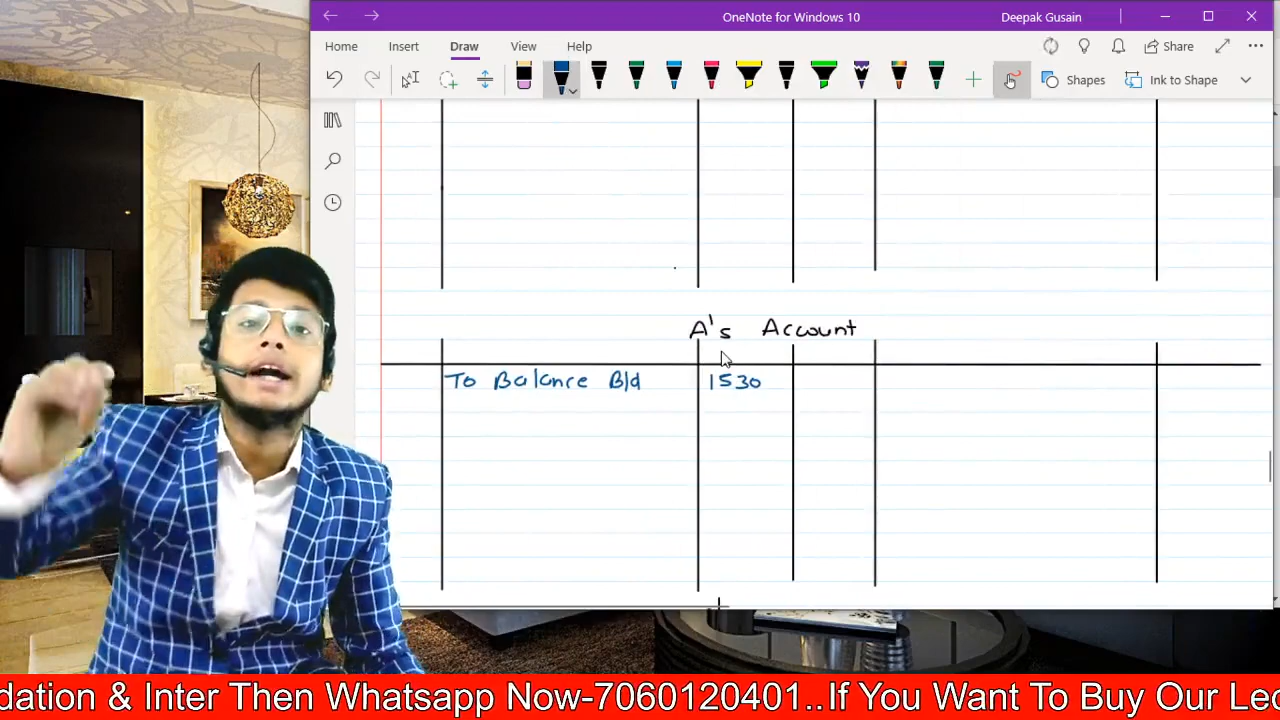 OneNote for Windows 10
Deepak Gusain
Home Insert Draw View Help
Share
Shapes
Ink to Shape
A's Account
To Balance B/d 1530
dation & Inter Then Whatsapp Now-7060120401..If You Want To Buy Our Lec